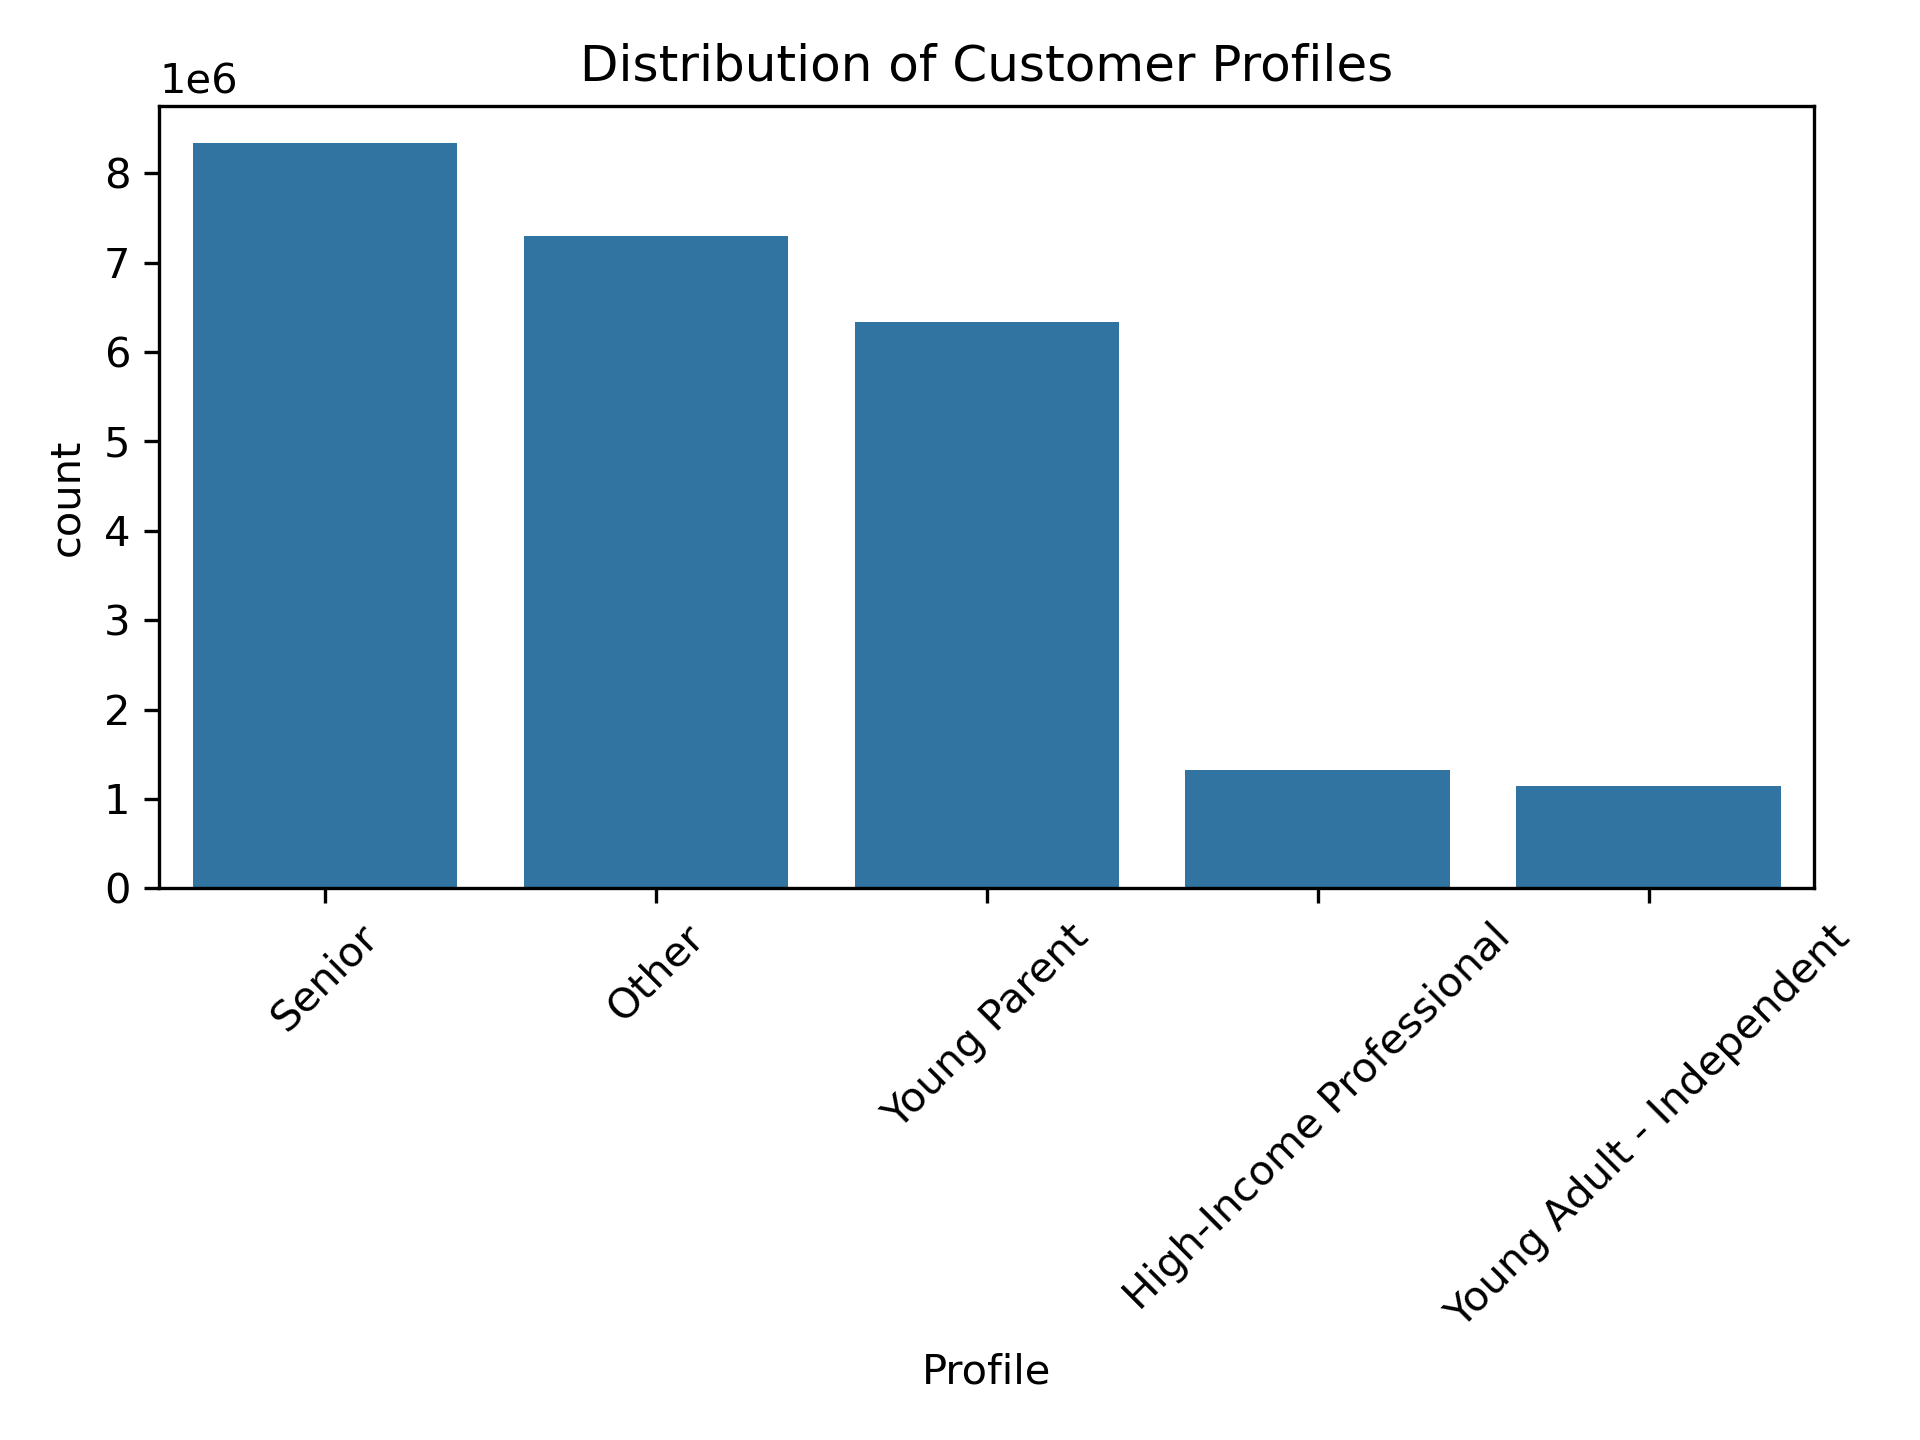 Distribution of Customer Profiles
1e6
8
7
6
5
4
3
2
1
0
count
Senior
Other
Young Parent
High-Income Professional
Young Adult - Independent
Profile